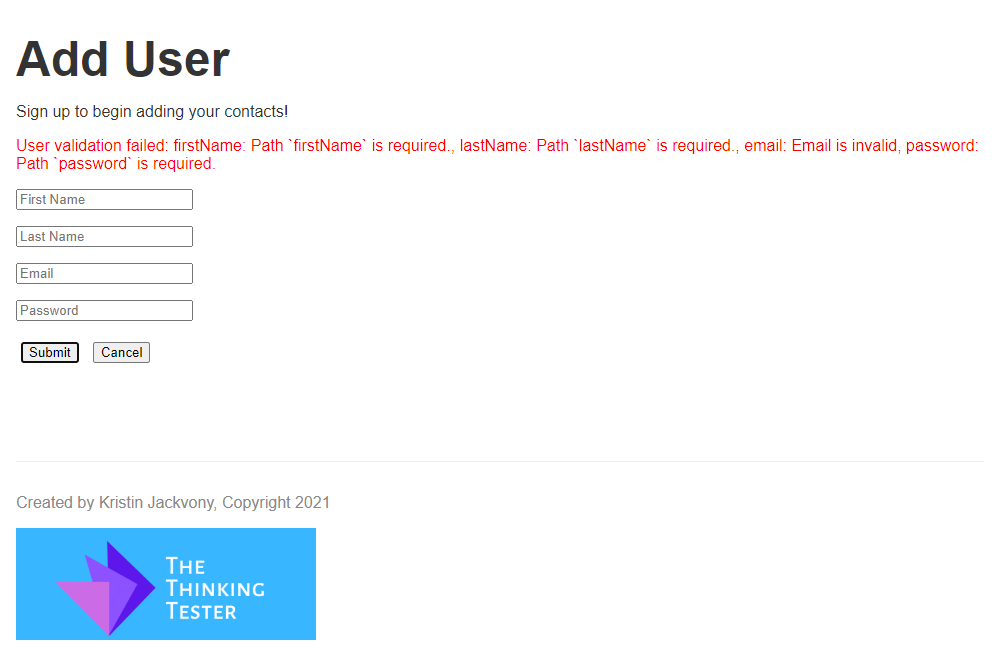 Add User
Sign up to begin adding your contacts!
User validation failed: firstName: Path `firstName` is required., lastName: Path `lastName` is required., email: Email is invalid, password:
Path `password` is required.
First Name
Last Name
Email
Password
Submit Cancel
Created by Kristin Jackvony, Copyright 2021
The
Thinking
Tester